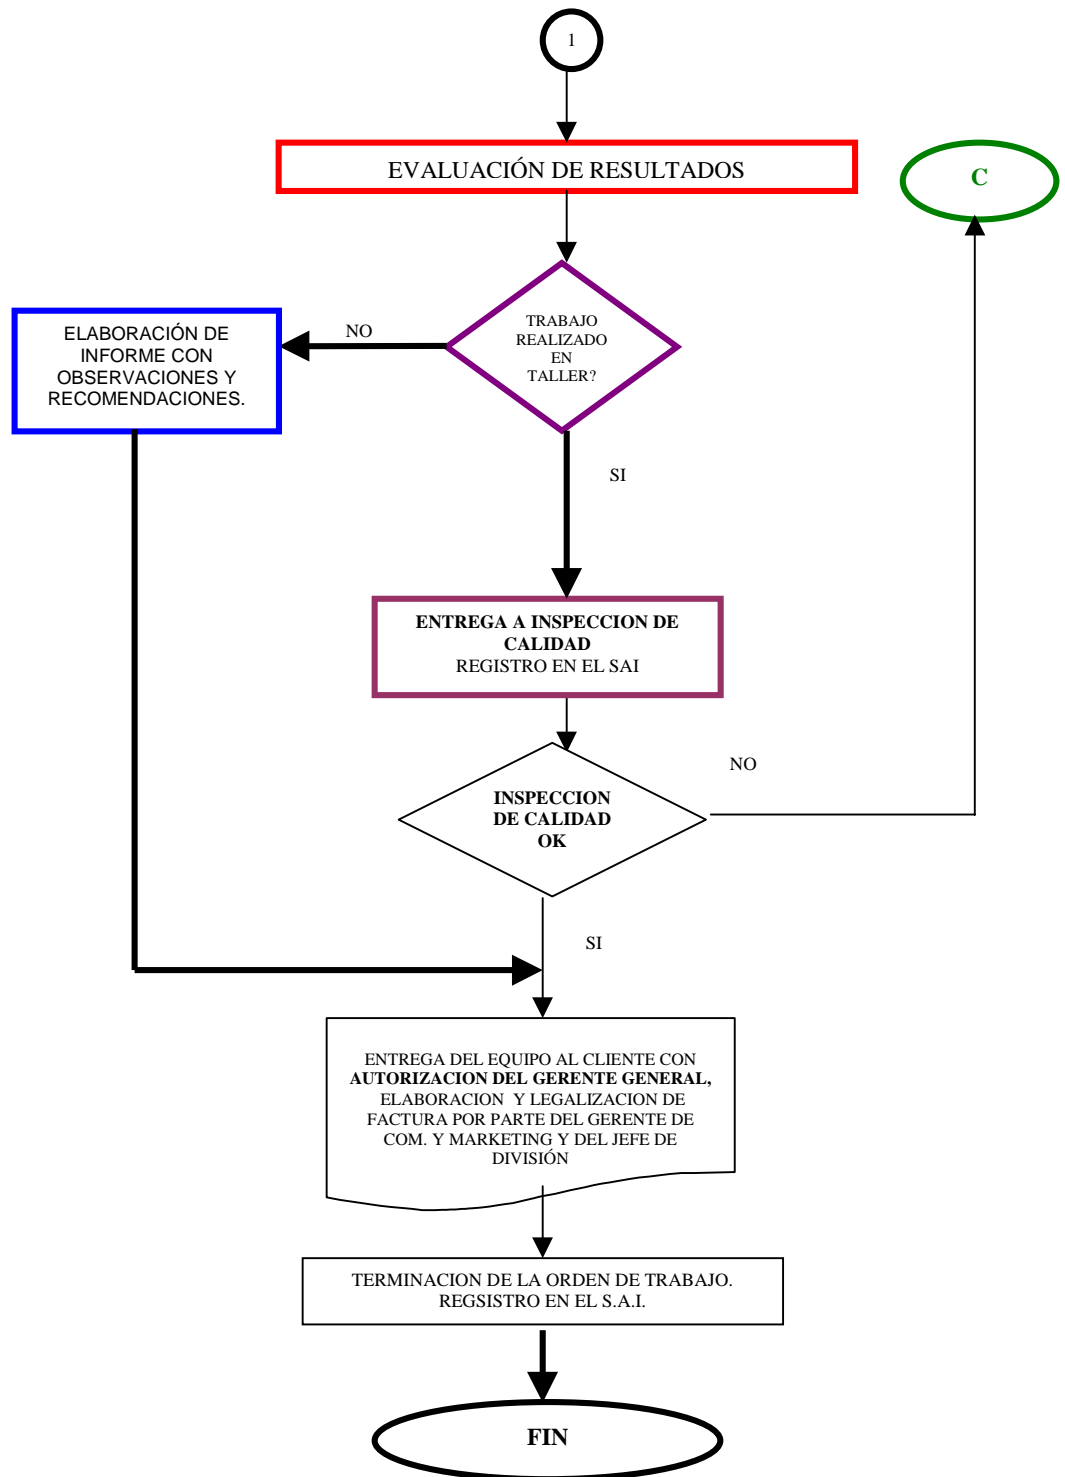 1
EVALUACIÓN DE RESULTADOS
C
TRABAJO
REALIZADO
EN
TALLER?
NO
ELABORACIÓN DE
INFORME CON
OBSERVACIONES Y
RECOMENDACIONES.
SI
ENTREGA A INSPECCION DE
CALIDAD
REGISTRO EN EL SAI
NO
INSPECCION
DE CALIDAD
OK
SI
ENTREGA DEL EQUIPO AL CLIENTE CON
AUTORIZACION DEL GERENTE GENERAL,
ELABORACION Y LEGALIZACION DE
FACTURA POR PARTE DEL GERENTE DE
COM. Y MARKETING Y DEL JEFE DE
DIVISIÓN
TERMINACION DE LA ORDEN DE TRABAJO.
REGSISTRO EN EL S.A.I.
FIN